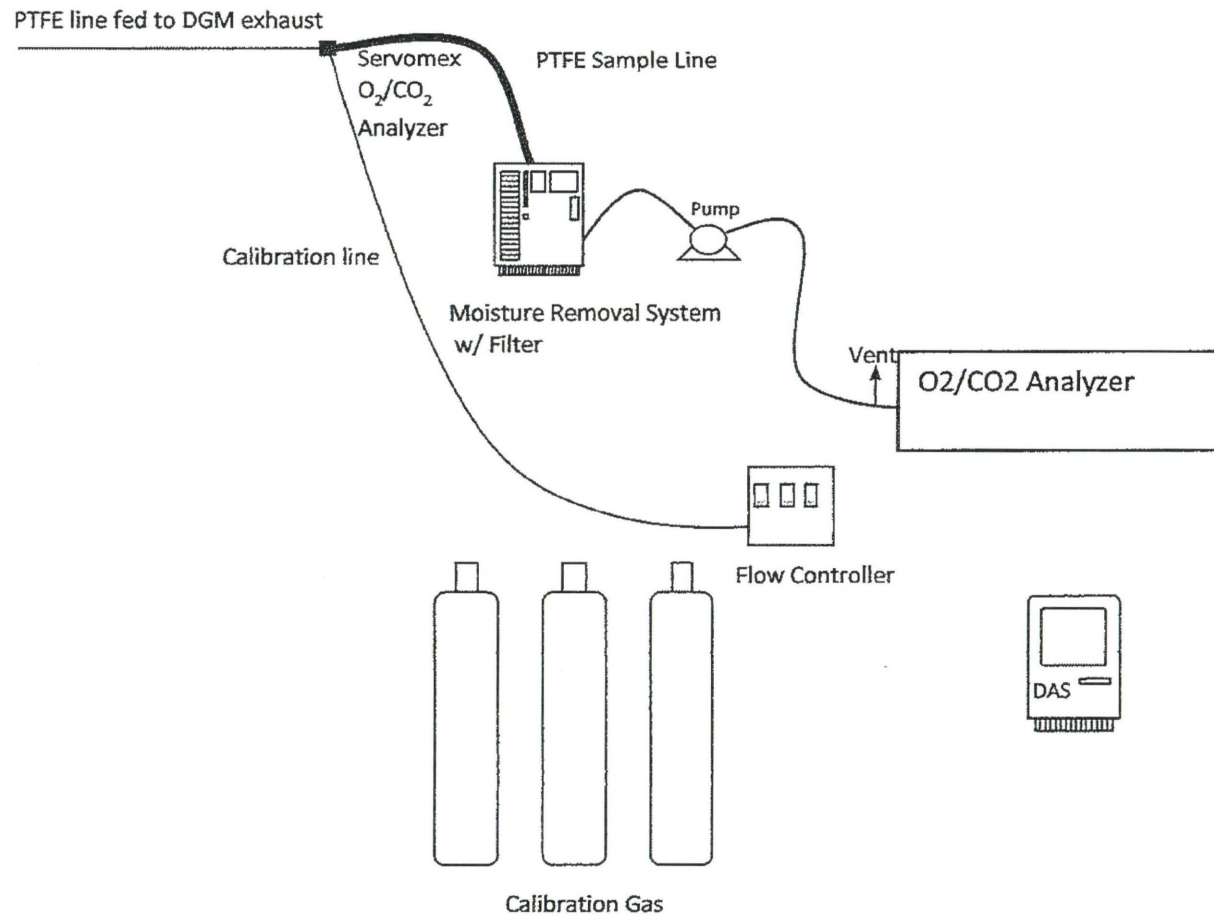 PTFE line fed to DGM exhaust
Servomex
O₂/CO₂
Analyzer
PTFE Sample Line
Pump
Calibration line
Moisture Removal System
w/ Filter
Vent
O2/CO2 Analyzer
Flow Controller
DAS
Calibration Gas